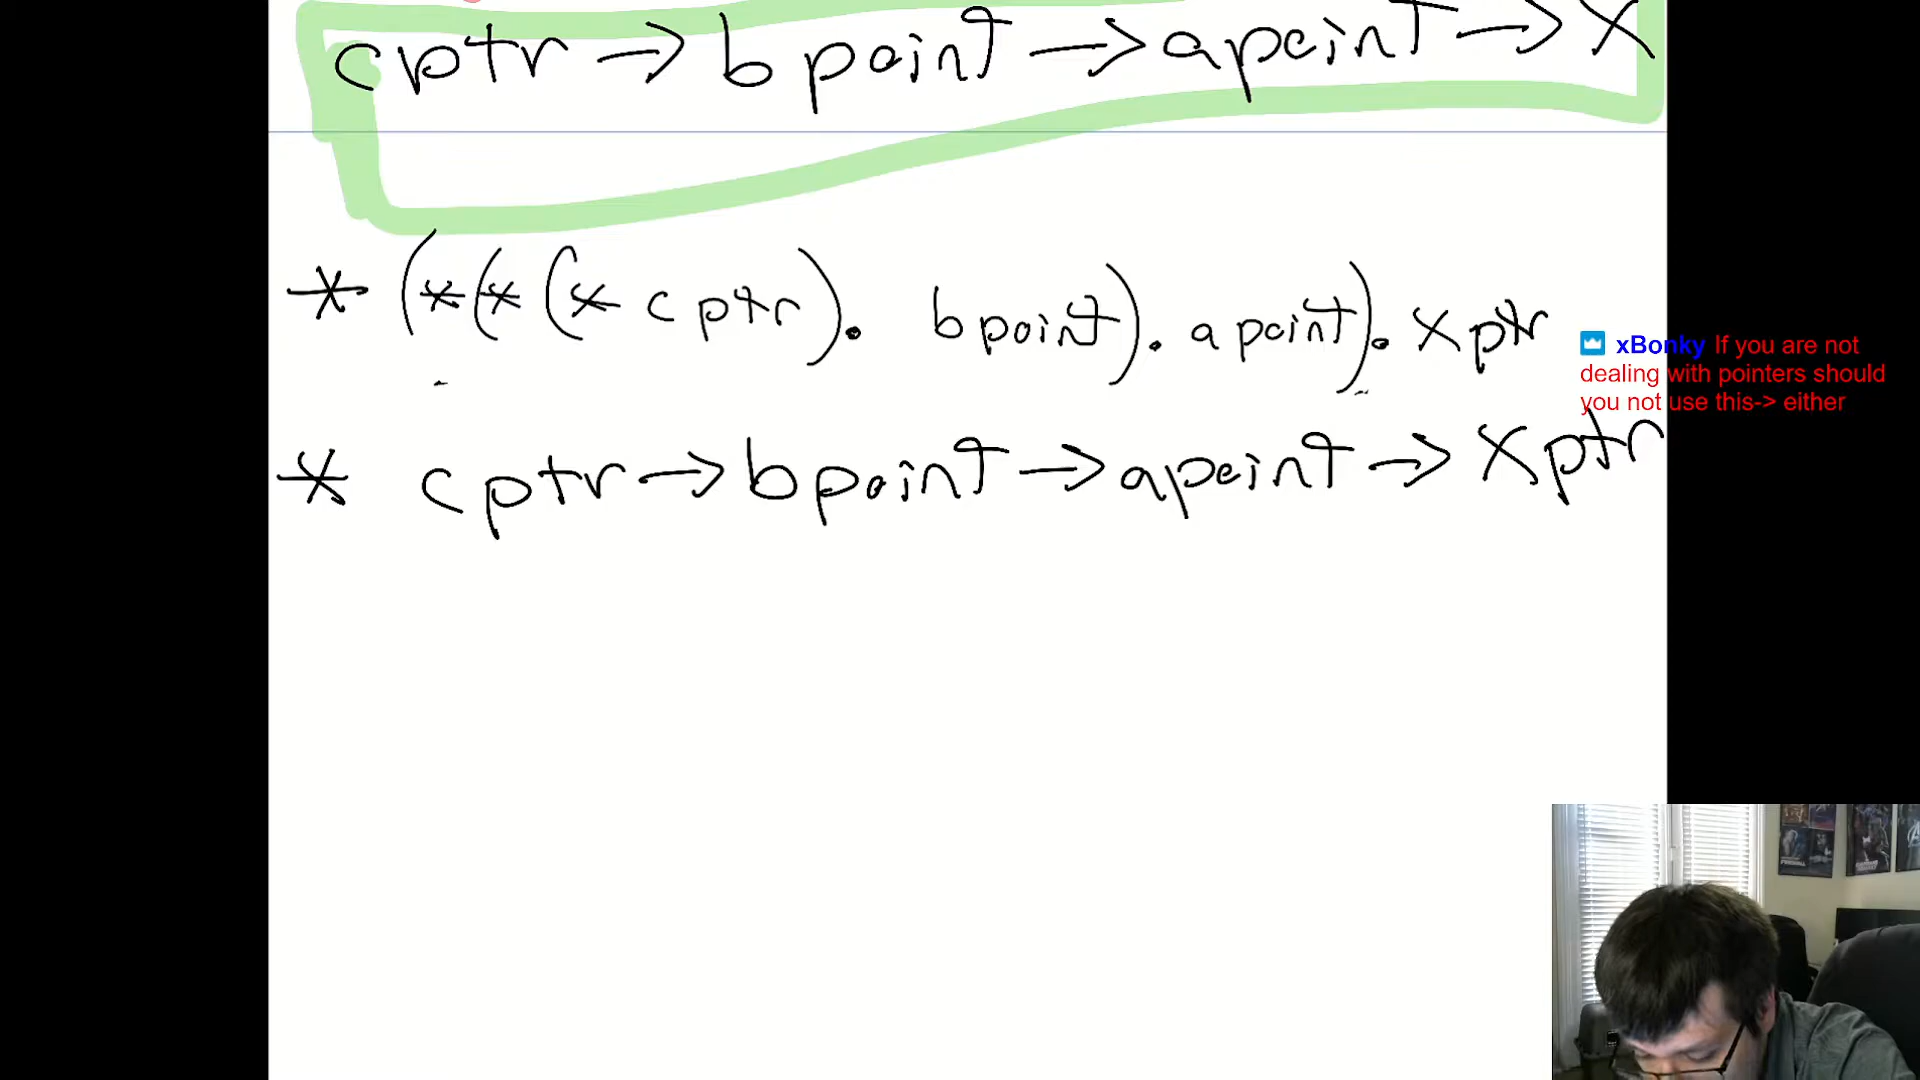 cptr → bpoint → apoint → x
* (*(*(*cptr). bpoint). apoint). xptr
xBonky If you are not
dealing with pointers should
you not use this-> either
* cptr → bpoint → apoint → xptr